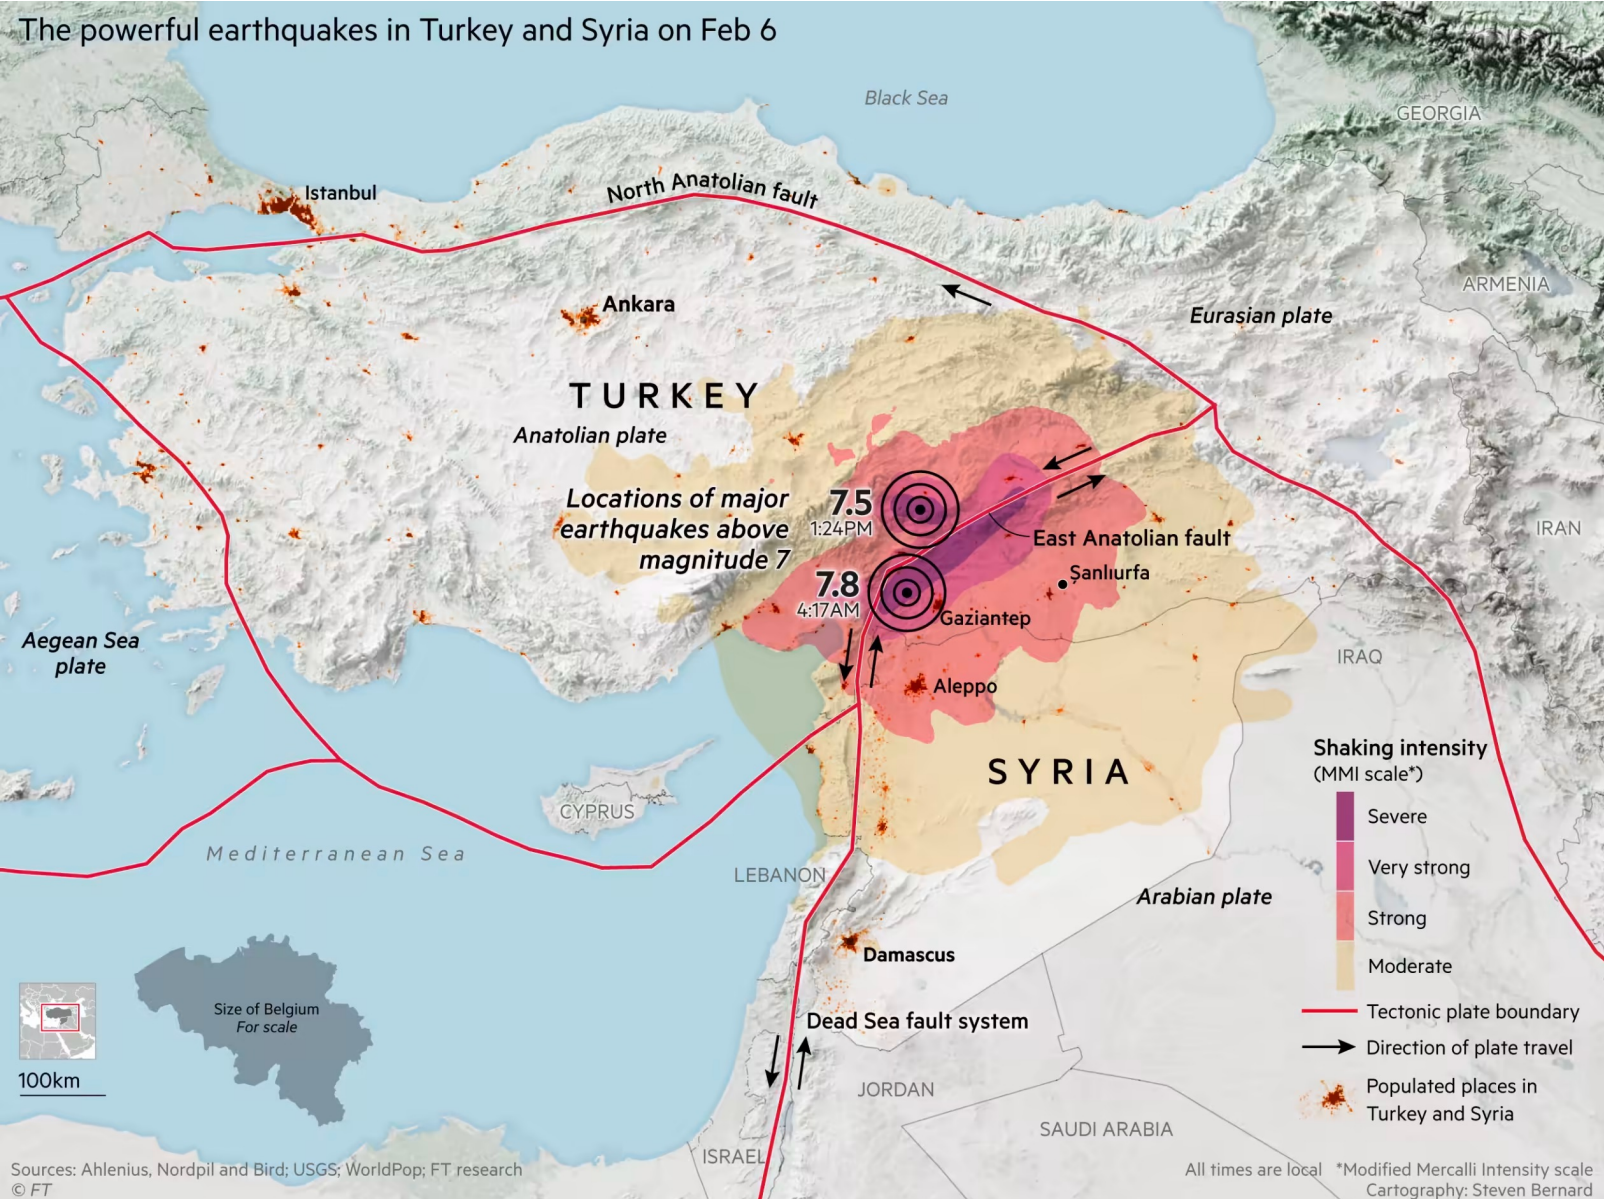 The powerful earthquakes in Turkey and Syria on Feb 6
Black Sea
GEORGIA
Istanbul
North Anatolian fault
ARMENIA
Ankara
Eurasian plate
TURKEY
Anatolian plate
Locations of major
earthquakes above
magnitude 7
7.5
1:24PM
IRAN
East Anatolian fault
7.8
4:17AM
Şanlıurfa
Gaziantep
Aegean Sea
plate
IRAQ
Aleppo
SYRIA
CYPRUS
Mediterranean Sea
LEBANON
Arabian plate
Damascus
Dead Sea fault system
JORDAN
SAUDI ARABIA
ISRAEL
Shaking intensity
(MMI scale*)
Severe
Very strong
Strong
Moderate
Tectonic plate boundary
Direction of plate travel
Populated places in
Turkey and Syria
Size of Belgium
For scale
100km
Sources: Ahlenius, Nordpil and Bird; USGS; WorldPop; FT research
© FT
All times are local *Modified Mercalli Intensity scale
Cartography: Steven Bernard